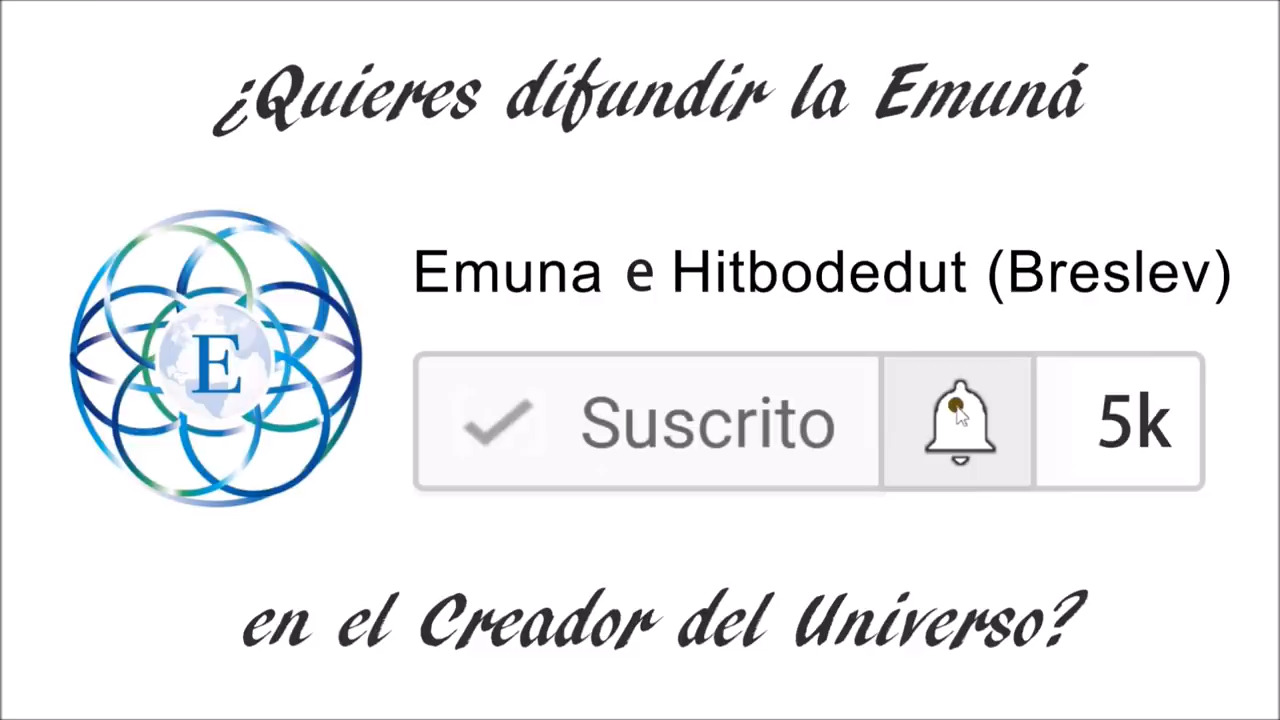 ¿Quieres difundir la Emuná
E
Emuna e Hitbodedut (Breslev)
Suscrito 5k
en el Creador del Universo?